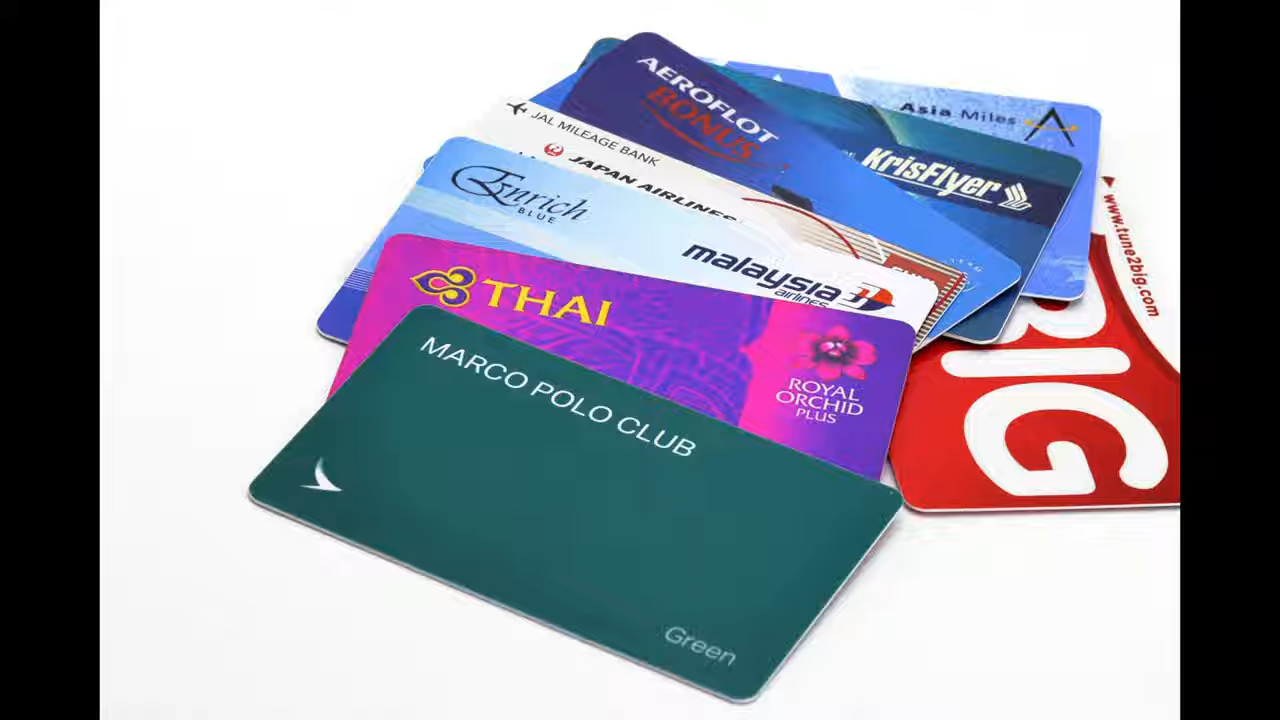 Asia Miles
AEROFLOT
BONUS
KrisFlyer
JAL MILEAGE BANK
JAPAN AIRLINES
Enrich
BLUE
malaysia
airlines
www.tune2big.com
BIG
THAI
ROYAL
ORCHID
PLUS
MARCO POLO CLUB
Green